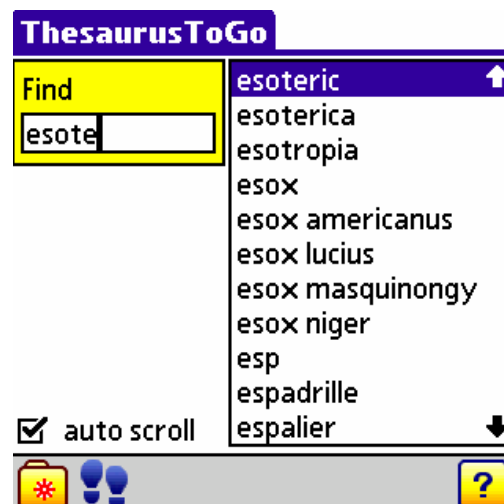 ThesaurusToGo
Find
esote
esoteric
esoterica
esotropia
esox
esox americanus
esox lucius
esox masquinongy
esox niger
esp
espadrille
espalier
auto scroll
?